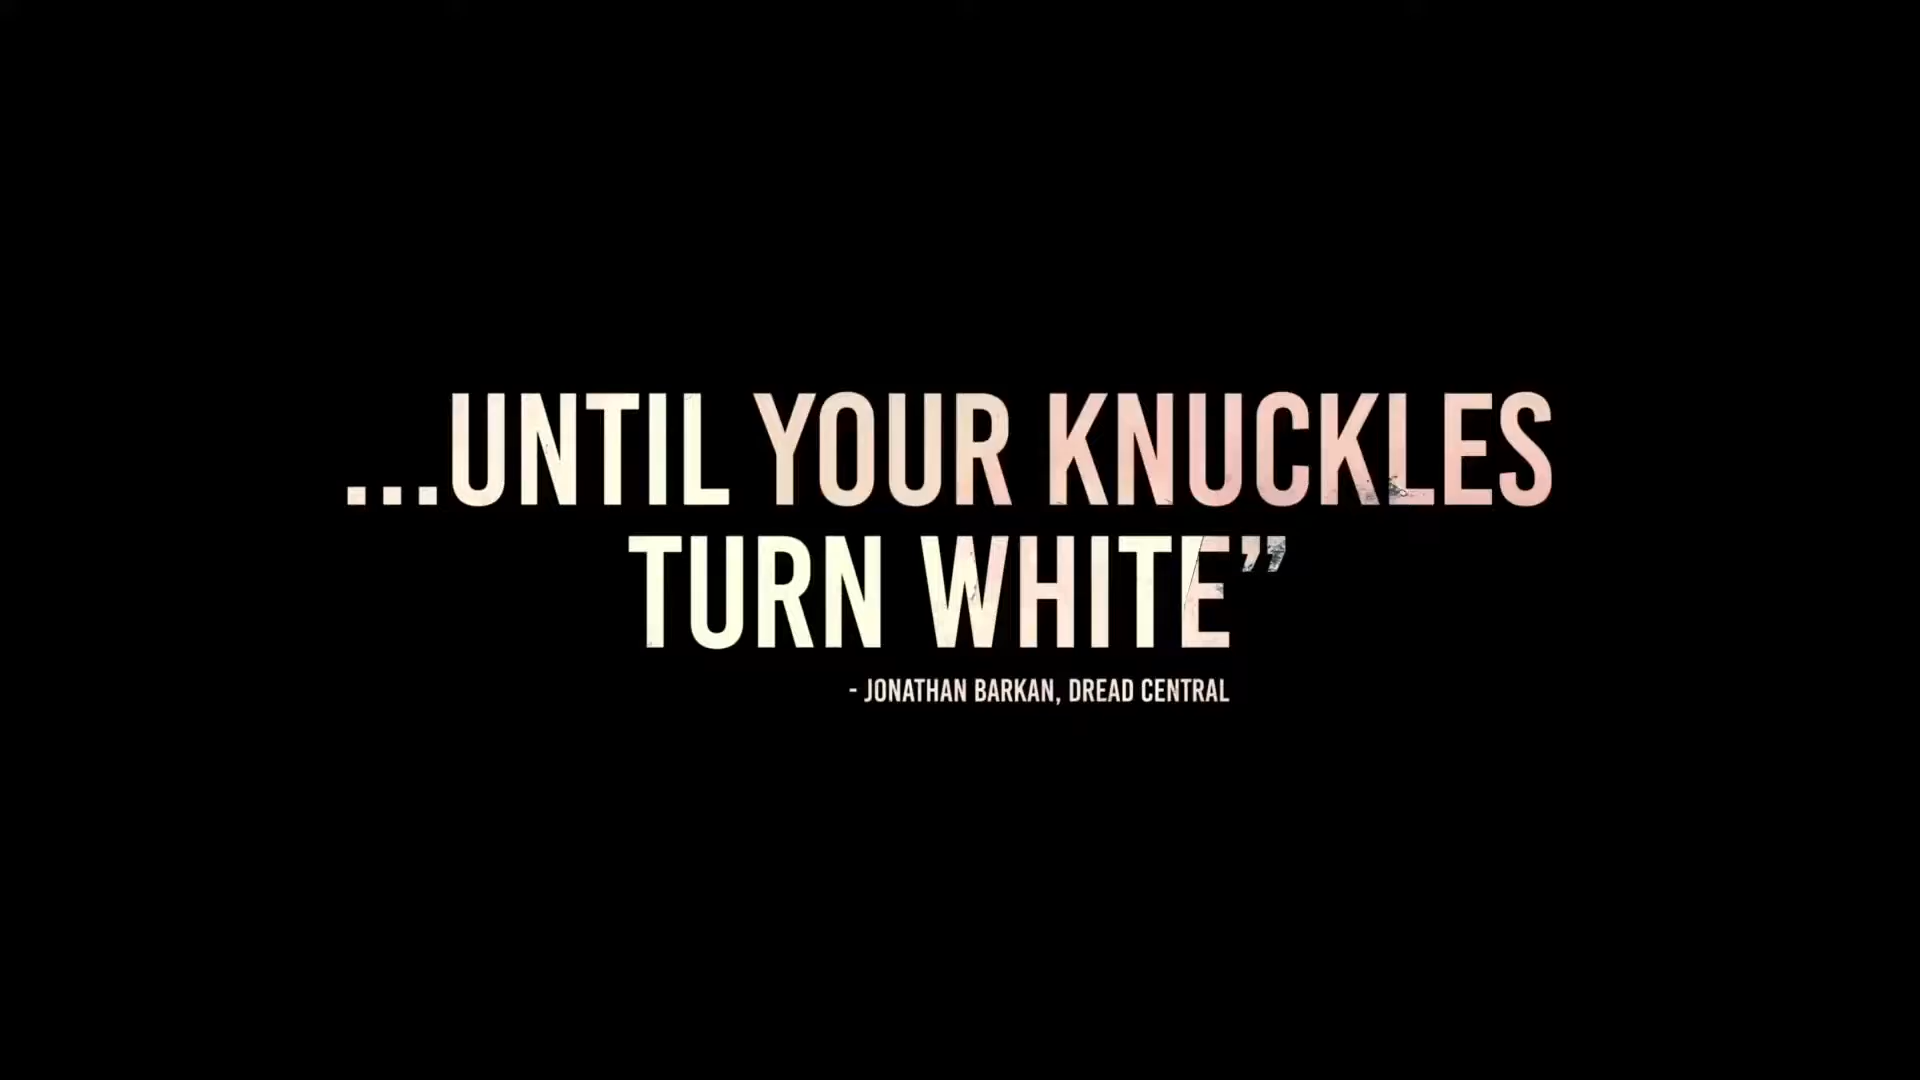 ...UNTIL YOUR KNUCKLES
TURN WHITE”
- JONATHAN BARKAN, DREAD CENTRAL